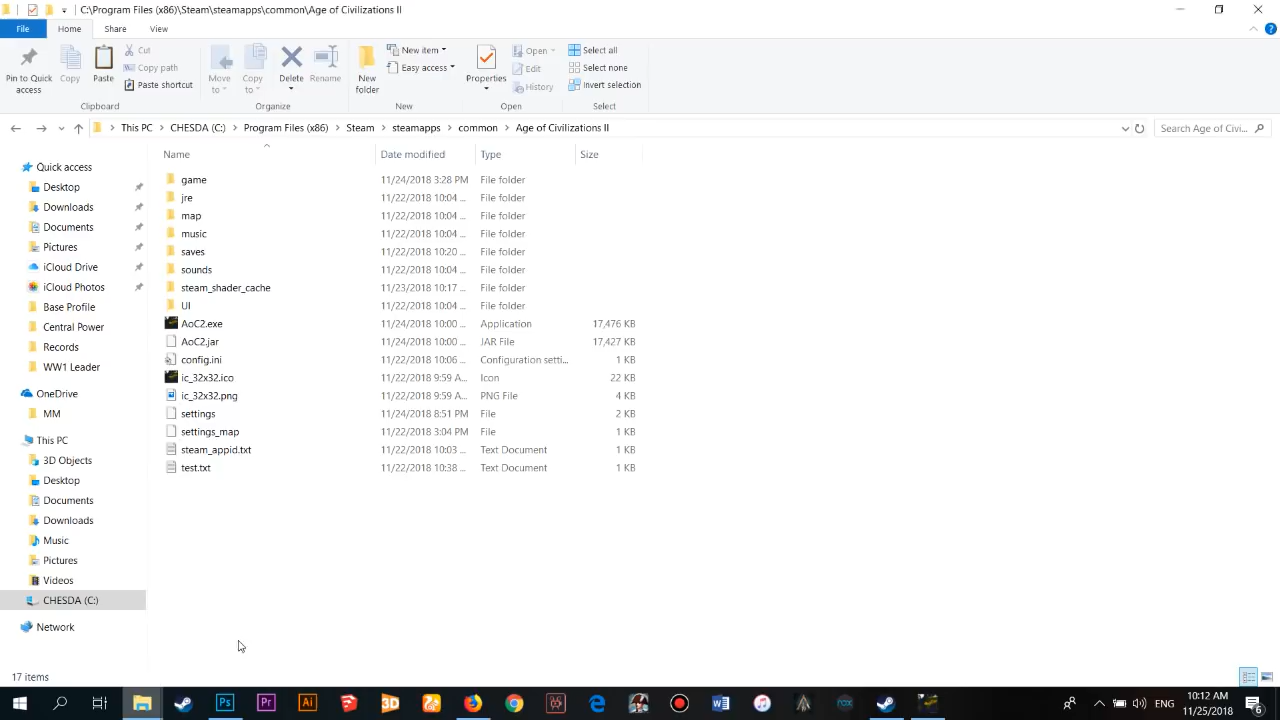 C:\Program Files (x86)\Steam\steamapps\common\Age of Civilizations II
File Home Share View
Pin to Quick access
Copy
Paste
Cut
Copy path
Paste shortcut
Move to
Copy to
Delete
Rename
New folder
New item
Easy access
Properties
Open
Edit
History
Select all
Select none
Invert selection
Clipboard Organize New Open Select
This PC CHESDA (C:) Program Files (x86) Steam steamapps common Age of Civilizations II
Search Age of Civi...
Name Date modified Type Size
Quick access
Desktop
Downloads
Documents
Pictures
iCloud Drive
iCloud Photos
Base Profile
Central Power
Records
WW1 Leader
OneDrive
MM
This PC
3D Objects
Desktop
Documents
Downloads
Music
Pictures
Videos
CHESDA (C:)
Network
game 11/24/2018 3:28 PM File folder
jre 11/22/2018 10:04 ... File folder
map 11/22/2018 10:04 ... File folder
music 11/22/2018 10:04 ... File folder
saves 11/22/2018 10:20 ... File folder
sounds 11/22/2018 10:04 ... File folder
steam_shader_cache 11/23/2018 10:17 ... File folder
UI 11/22/2018 10:04 ... File folder
AoC2.exe 11/24/2018 10:00 ... Application 17,476 KB
AoC2.jar 11/24/2018 10:00 ... JAR File 17,427 KB
config.ini 11/22/2018 10:06 ... Configuration setti... 1 KB
ic_32x32.ico 11/22/2018 9:59 A... Icon 22 KB
ic_32x32.png 11/22/2018 9:59 A... PNG File 4 KB
settings 11/24/2018 8:51 PM File 2 KB
settings_map 11/22/2018 3:04 PM File 1 KB
steam_appid.txt 11/22/2018 10:03 ... Text Document 1 KB
test.txt 11/22/2018 10:38 ... Text Document 1 KB
17 items
Ps Pr Ai 3D nox
ENG
10:12 AM
11/25/2018
6